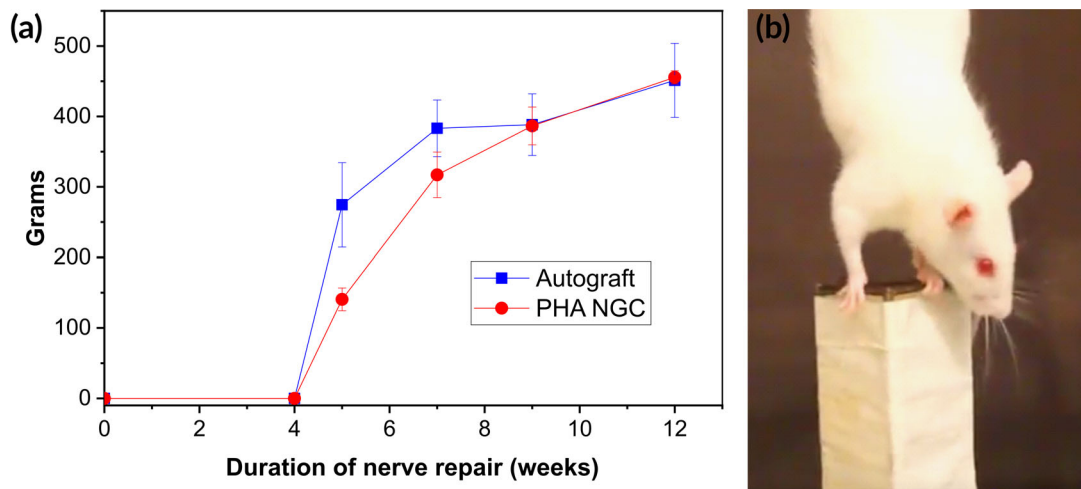 (a)
500
400
300
200
100
0
Grams
Autograft
PHA NGC
0 2 4 6 8 10 12
Duration of nerve repair (weeks)
(b)